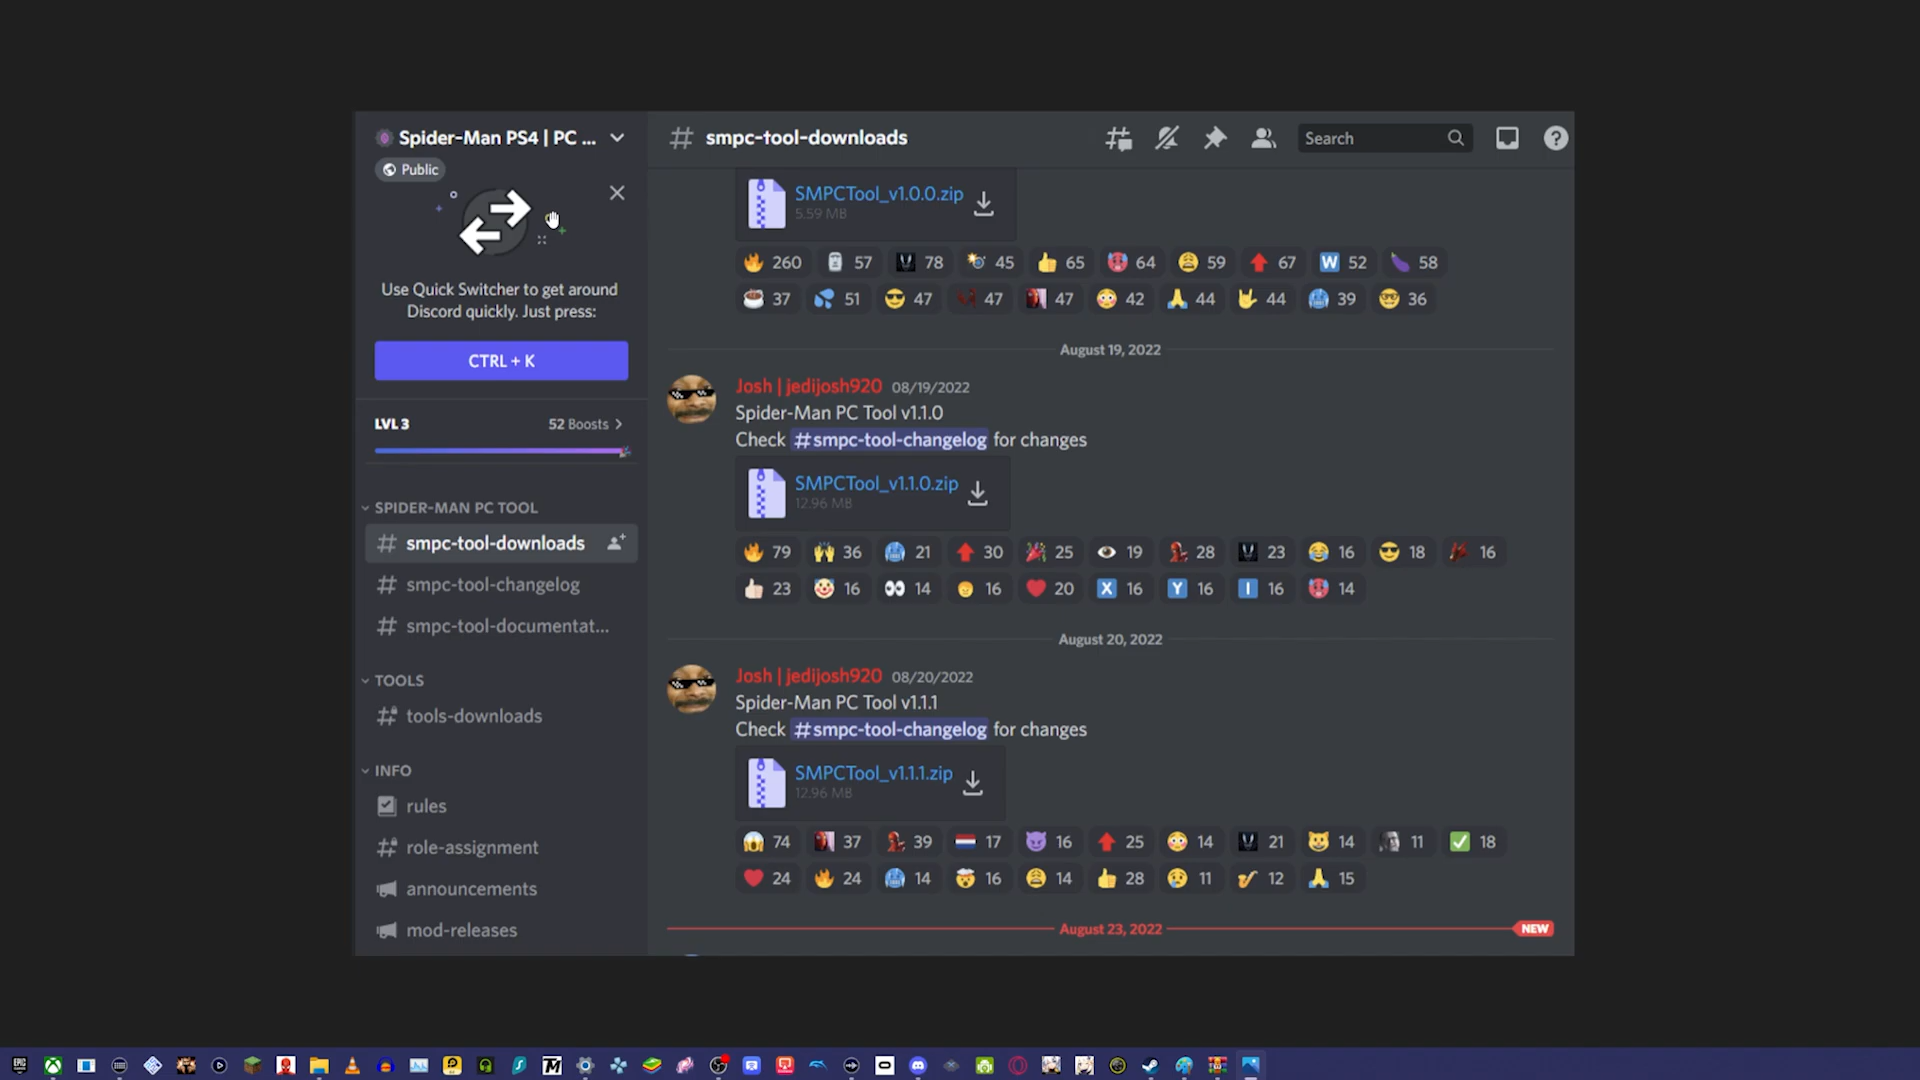 Spider-Man PS4 | PC ...
Public
Use Quick Switcher to get around
Discord quickly. Just press:
CTRL + K
LVL 3
52 Boosts
SPIDER-MAN PC TOOL
smpc-tool-downloads
smpc-tool-changelog
smpc-tool-documentat...
TOOLS
tools-downloads
INFO
rules
role-assignment
announcements
mod-releases
smpc-tool-downloads
Search
SMPCTool_v1.0.0.zip
5.59 MB
260 57 78 45 65 64 59 67 W 52 58
37 51 47 47 47 42 44 44 39 36
August 19, 2022
Josh | jedijosh920 08/19/2022
Spider-Man PC Tool v1.1.0
Check #smpc-tool-changelog for changes
SMPCTool_v1.1.0.zip
12.96 MB
79 36 21 30 25 19 28 23 16 18 16
23 16 14 16 20 X 16 Y 16 I 16 14
August 20, 2022
Josh | jedijosh920 08/20/2022
Spider-Man PC Tool v1.1.1
Check #smpc-tool-changelog for changes
SMPCTool_v1.1.1.zip
12.96 MB
74 37 39 17 16 25 14 21 14 11 18
24 24 14 16 14 28 11 12 15
August 23, 2022
NEW